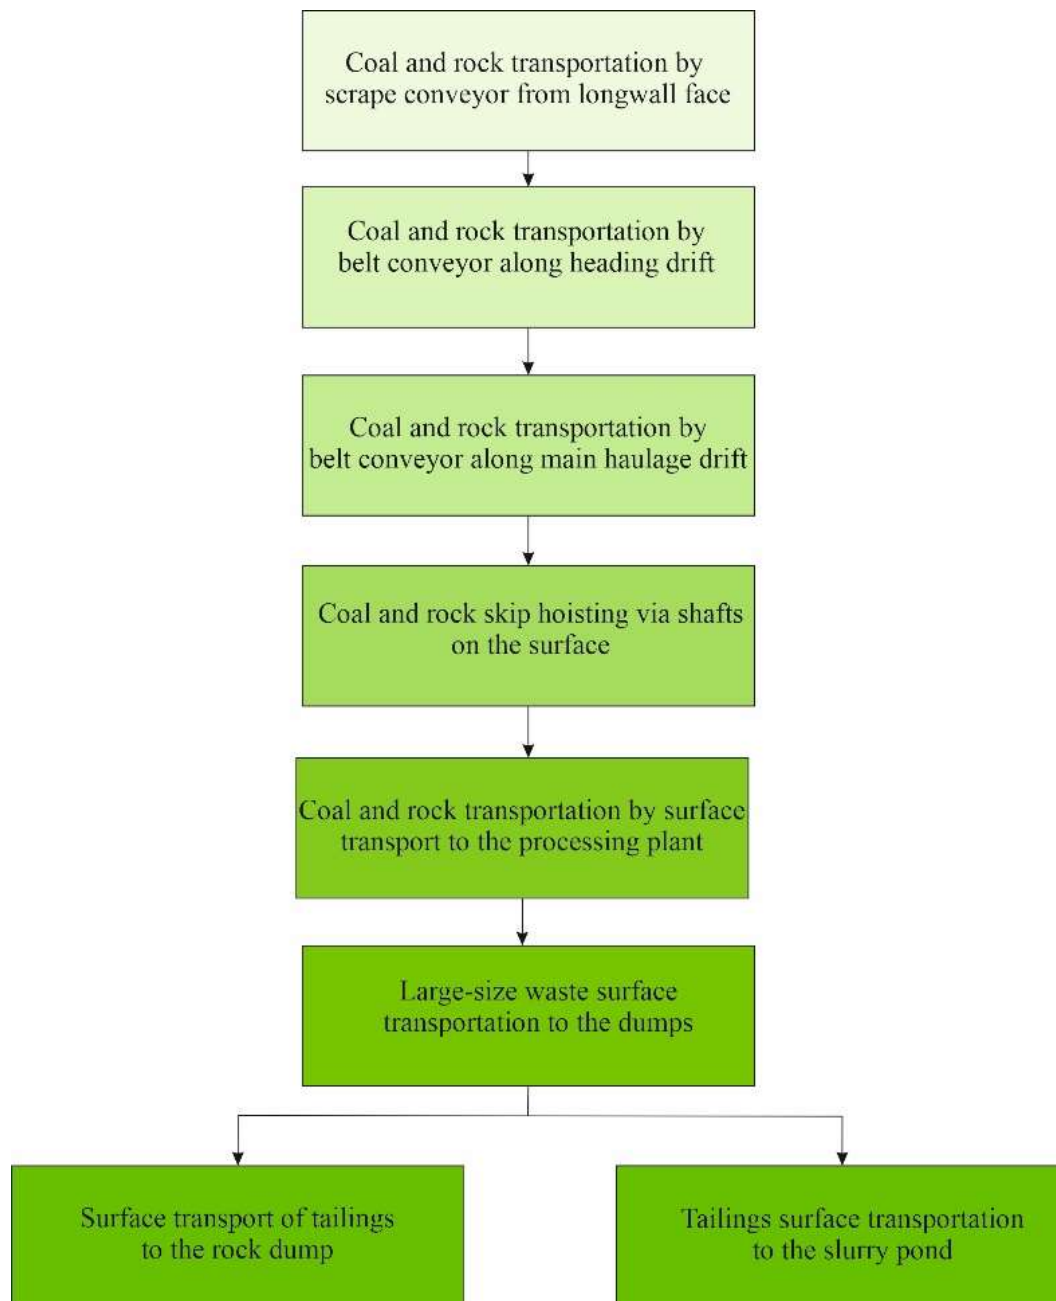 Coal and rock transportation by
scrape conveyor from longwall face
Coal and rock transportation by
belt conveyor along heading drift
Coal and rock transportation by
belt conveyor along main haulage drift
Coal and rock skip hoisting via shafts
on the surface
Coal and rock transportation by surface
transport to the processing plant
Large-size waste surface
transportation to the dumps
Surface transport of tailings
to the rock dump
Tailings surface transportation
to the slurry pond